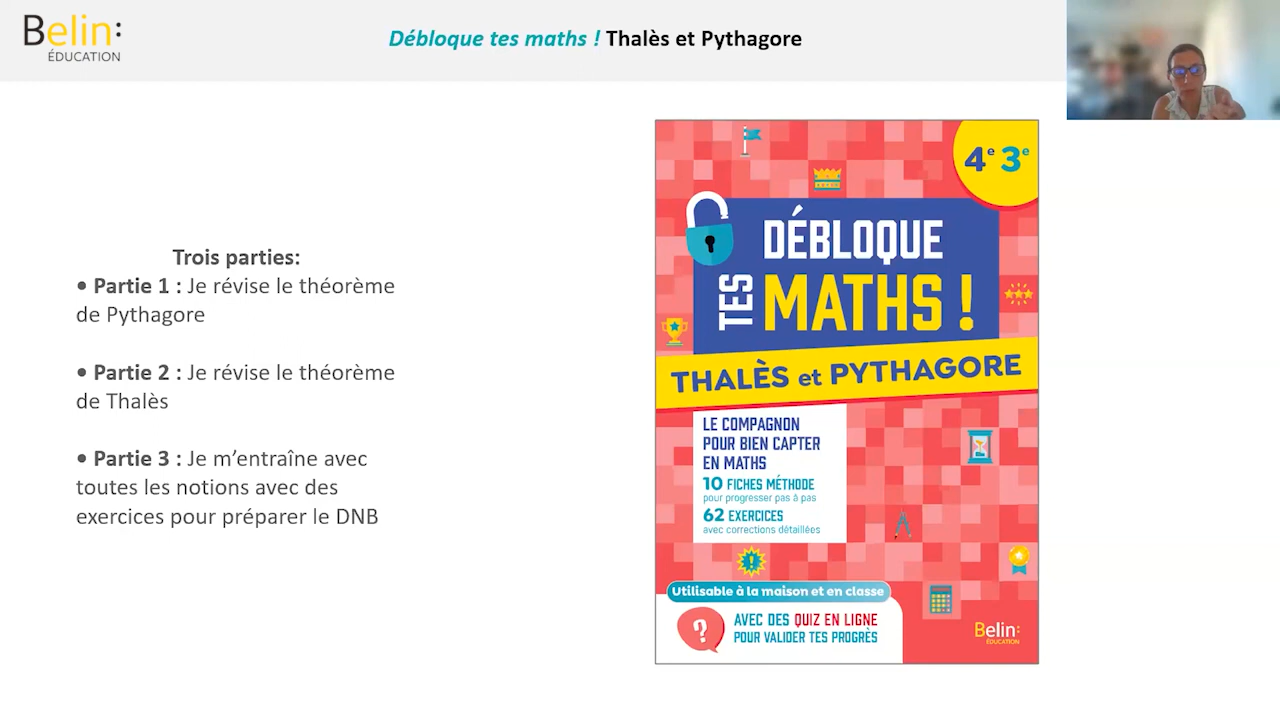 Belin:
ÉDUCATION
Débloque tes maths ! Thalès et Pythagore
Trois parties:
• Partie 1 : Je révise le théorème
de Pythagore
• Partie 2 : Je révise le théorème
de Thalès
• Partie 3 : Je m’entraîne avec
toutes les notions avec des
exercices pour préparer le DNB
4e 3e
DÉBLOQUE
TES
MATHS !
THALÈS et PYTHAGORE
LE COMPAGNON
POUR BIEN CAPTER
EN MATHS
10 FICHES MÉTHODE
pour progresser pas à pas
62 EXERCICES
avec corrections détaillées
Utilisable à la maison et en classe
?
AVEC DES QUIZ EN LIGNE
POUR VALIDER TES PROGRÈS
Belin:
ÉDUCATION